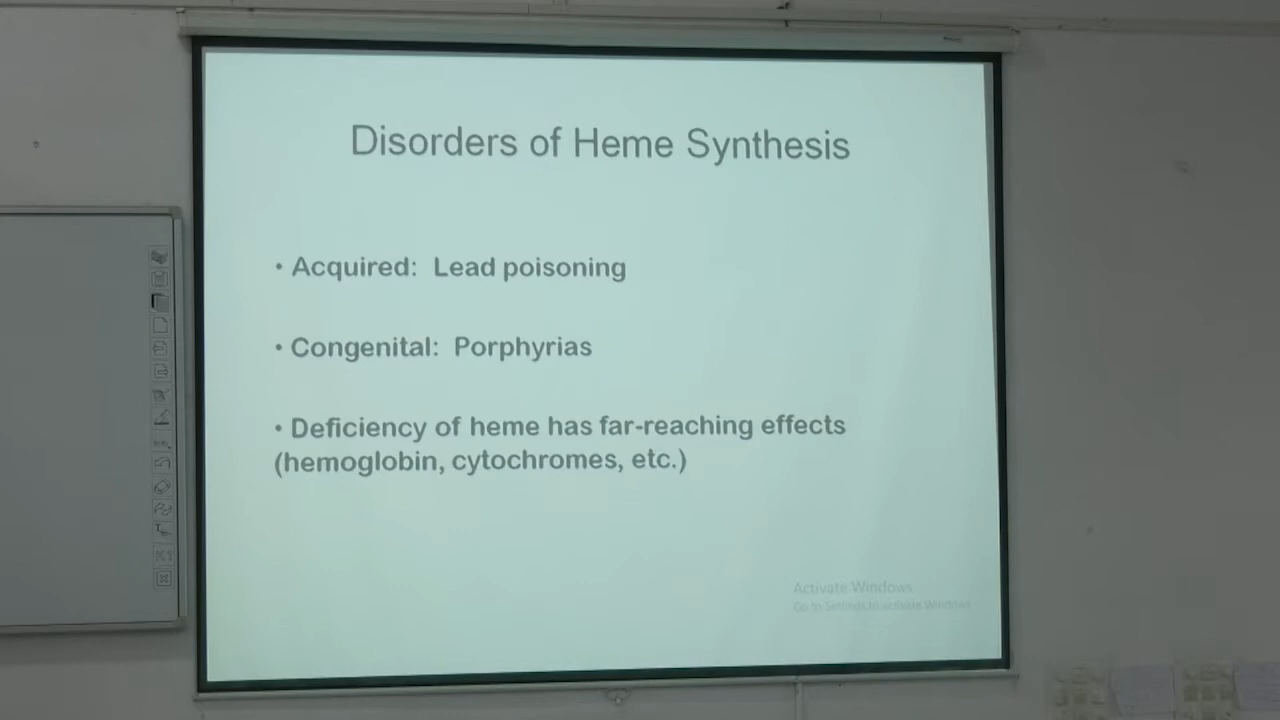 Disorders of Heme Synthesis
• Acquired: Lead poisoning
• Congenital: Porphyrias
• Deficiency of heme has far-reaching effects
(hemoglobin, cytochromes, etc.)
Activate Windows
Go to Settings to activate Windows.